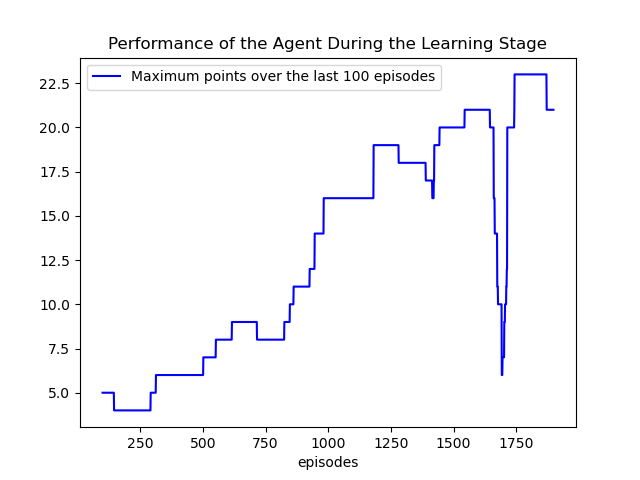 Performance of the Agent During the Learning Stage
Maximum points over the last 100 episodes
22.5
20.0
17.5
15.0
12.5
10.0
7.5
5.0
250 500 750 1000 1250 1500 1750
episodes